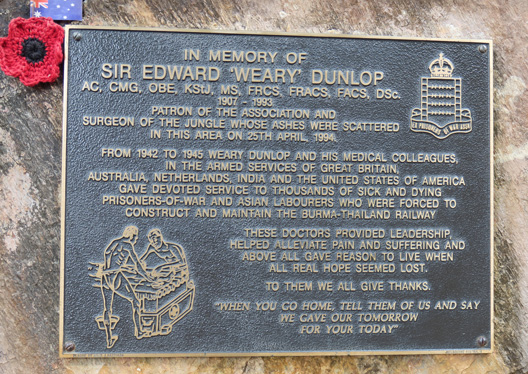 IN MEMORY OF
SIR EDWARD 'WEARY' DUNLOP
AC, CMG, OBE, KSTJ, MS, FRCS, FRACS, FACS, DSC.
1907 - 1993
PATRON OF THE ASSOCIATION AND
SURGEON OF THE JUNGLE WHOSE ASHES WERE SCATTERED
IN THIS AREA ON 25TH APRIL, 1994.
FROM 1942 TO 1945 WEARY DUNLOP AND HIS MEDICAL COLLEAGUES,
IN THE ARMED SERVICES OF GREAT BRITAIN,
AUSTRALIA, NETHERLANDS, INDIA AND THE UNITED STATES OF AMERICA,
GAVE DEVOTED SERVICE TO THOUSANDS OF SICK AND DYING
PRISONERS-OF-WAR AND ASIAN LABOURERS, WHO WERE FORCED TO
CONSTRUCT AND MAINTAIN THE BURMA-THAILAND RAILWAY.
THESE DOCTORS PROVIDED LEADERSHIP,
HELPED ALLEVIATE PAIN AND SUFFERING AND
ABOVE ALL GAVE REASON TO LIVE WHEN
ALL REAL HOPE SEEMED LOST.
TO THEM WE ALL GIVE THANKS.
"WHEN YOU GO HOME, TELL THEM OF US AND SAY
WE GAVE OUR TOMORROW
FOR YOUR TODAY"